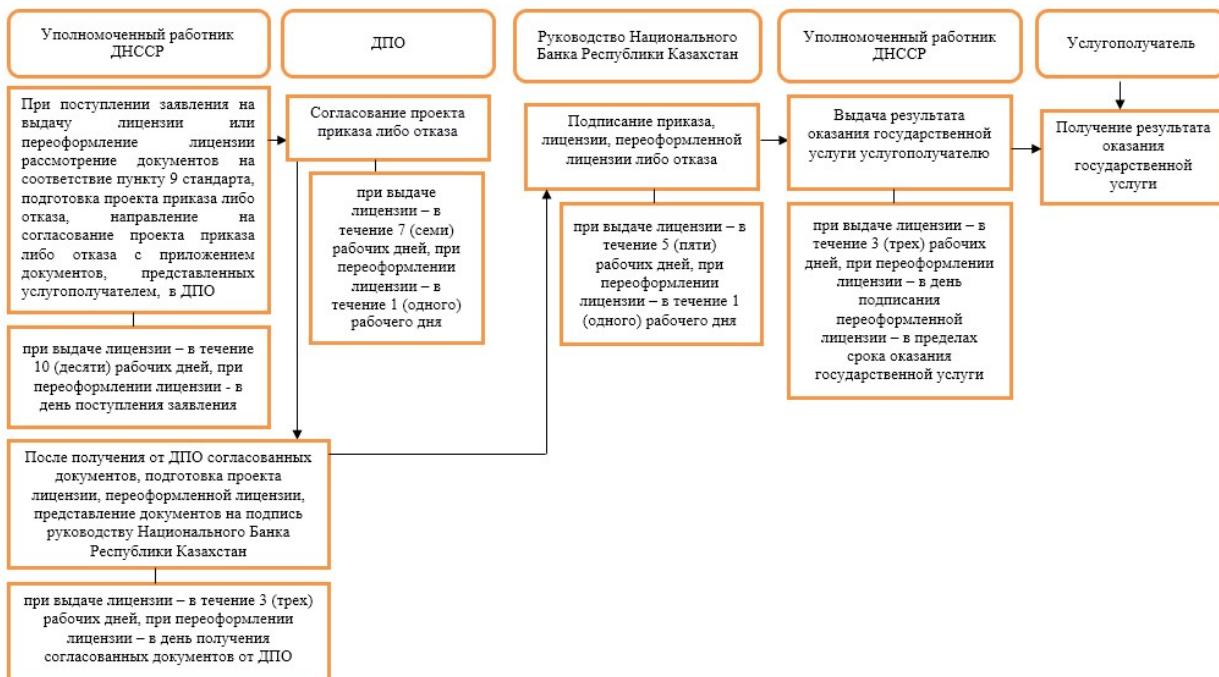 Уполномоченный работник
ДНССР
ДПО
Руководство Национального
Банка Республики Казахстан
Уполномоченный работник
ДНССР
Услугополучатель
При поступлении заявления на
выдачу лицензии или
переоформление лицензии
рассмотрение документов на
соответствие пункту 9 стандарта,
подготовка проекта приказа либо
отказа, направление на
согласование проекта приказа
либо отказа с приложением
документов, представленных
услугополучателем, в ДПО
при выдаче лицензии – в течение
10 (десяти) рабочих дней, при
переоформлении лицензии - в
день поступления заявления
Согласование проекта
приказа либо отказа
при выдаче
лицензии – в
течение 7 (семи)
рабочих дней, при
переоформлении
лицензии – в
течение 1 (одного)
рабочего дня
После получения от ДПО согласованных
документов, подготовка проекта
лицензии, переоформленной лицензии,
представление документов на подпись
руководству Национального Банка
Республики Казахстан
при выдаче лицензии – в течение 3 (трех)
рабочих дней, при переоформлении
лицензии – в день получения
согласованных документов от ДПО
Подписание приказа,
лицензии, переоформленной
лицензии либо отказа
при выдаче лицензии – в
течение 5 (пяти)
рабочих дней, при
переоформлении
лицензии – в течение 1
(одного) рабочего дня
Выдача результата
оказания государственной
услуги услугополучателю
при выдаче лицензии – в
течение 3 (трех) рабочих
дней, при переоформлении
лицензии – в день
подписания
переоформленной
лицензии – в пределах
срока оказания
государственной услуги
Получение результата
оказания
государственной
услуги